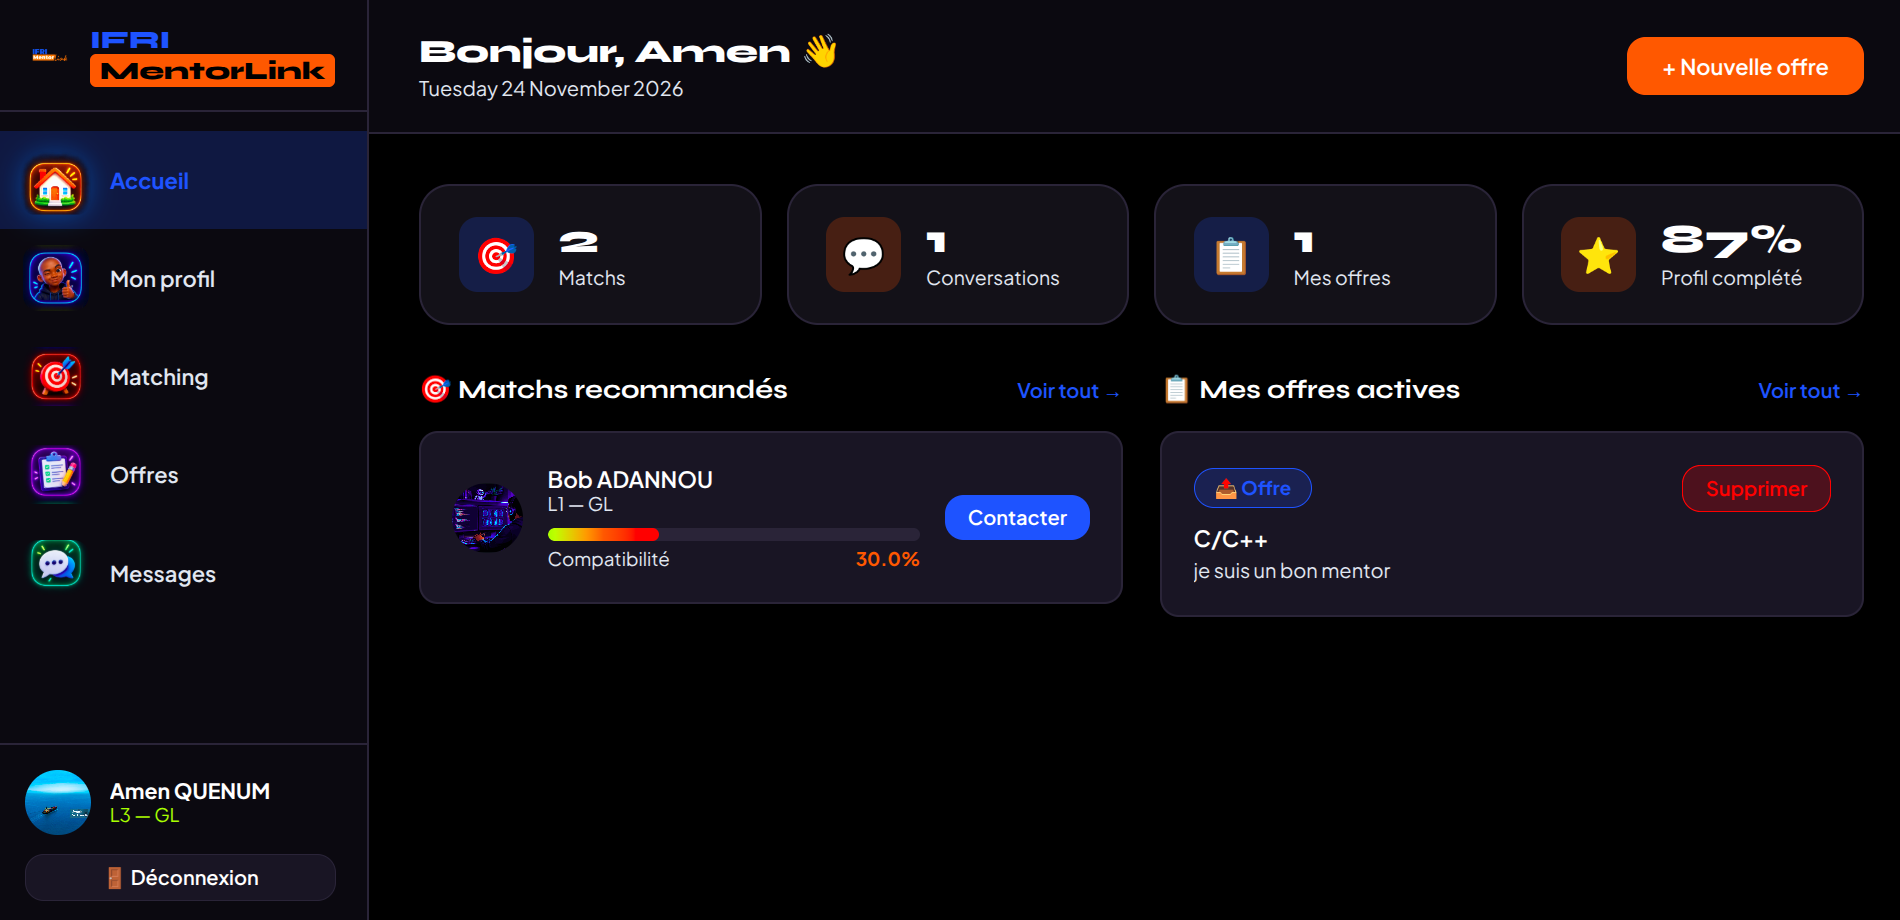 IFRI
MentorLink
IFRI
MentorLink
Accueil
Mon profil
Matching
Offres
Messages
Amen QUENUM
L3 — GL
Déconnexion
Bonjour, Amen 👋
Tuesday 24 November 2026
+ Nouvelle offre
2
Matchs
1
Conversations
1
Mes offres
87%
Profil complété
Matchs recommandés
Voir tout →
Bob ADANNOU
L1 — GL
Compatibilité
30.0%
Contacter
Mes offres actives
Voir tout →
Offre
Supprimer
C/C++
je suis un bon mentor